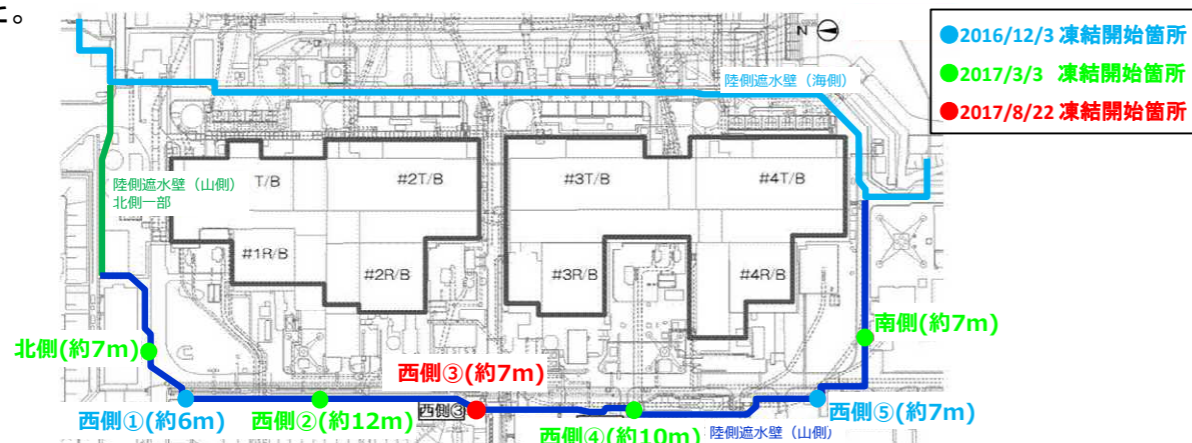 と。
N
●2016/12/3 凍結開始箇所
●2017/3/3 凍結開始箇所
●2017/8/22 凍結開始箇所
陸側遮水壁（海側）
陸側遮水壁（山側）
北側一部
T/B
#2T/B
#3T/B
#4T/B
#1R/B
#2R/B
#3R/B
#4R/B
北側(約7m)
南側(約7m)
西側③(約7m)
西側①(約6m)
西側②(約12m)
西側③
西側④(約10m)
西側⑤(約7m)
陸側遮水壁（山側）